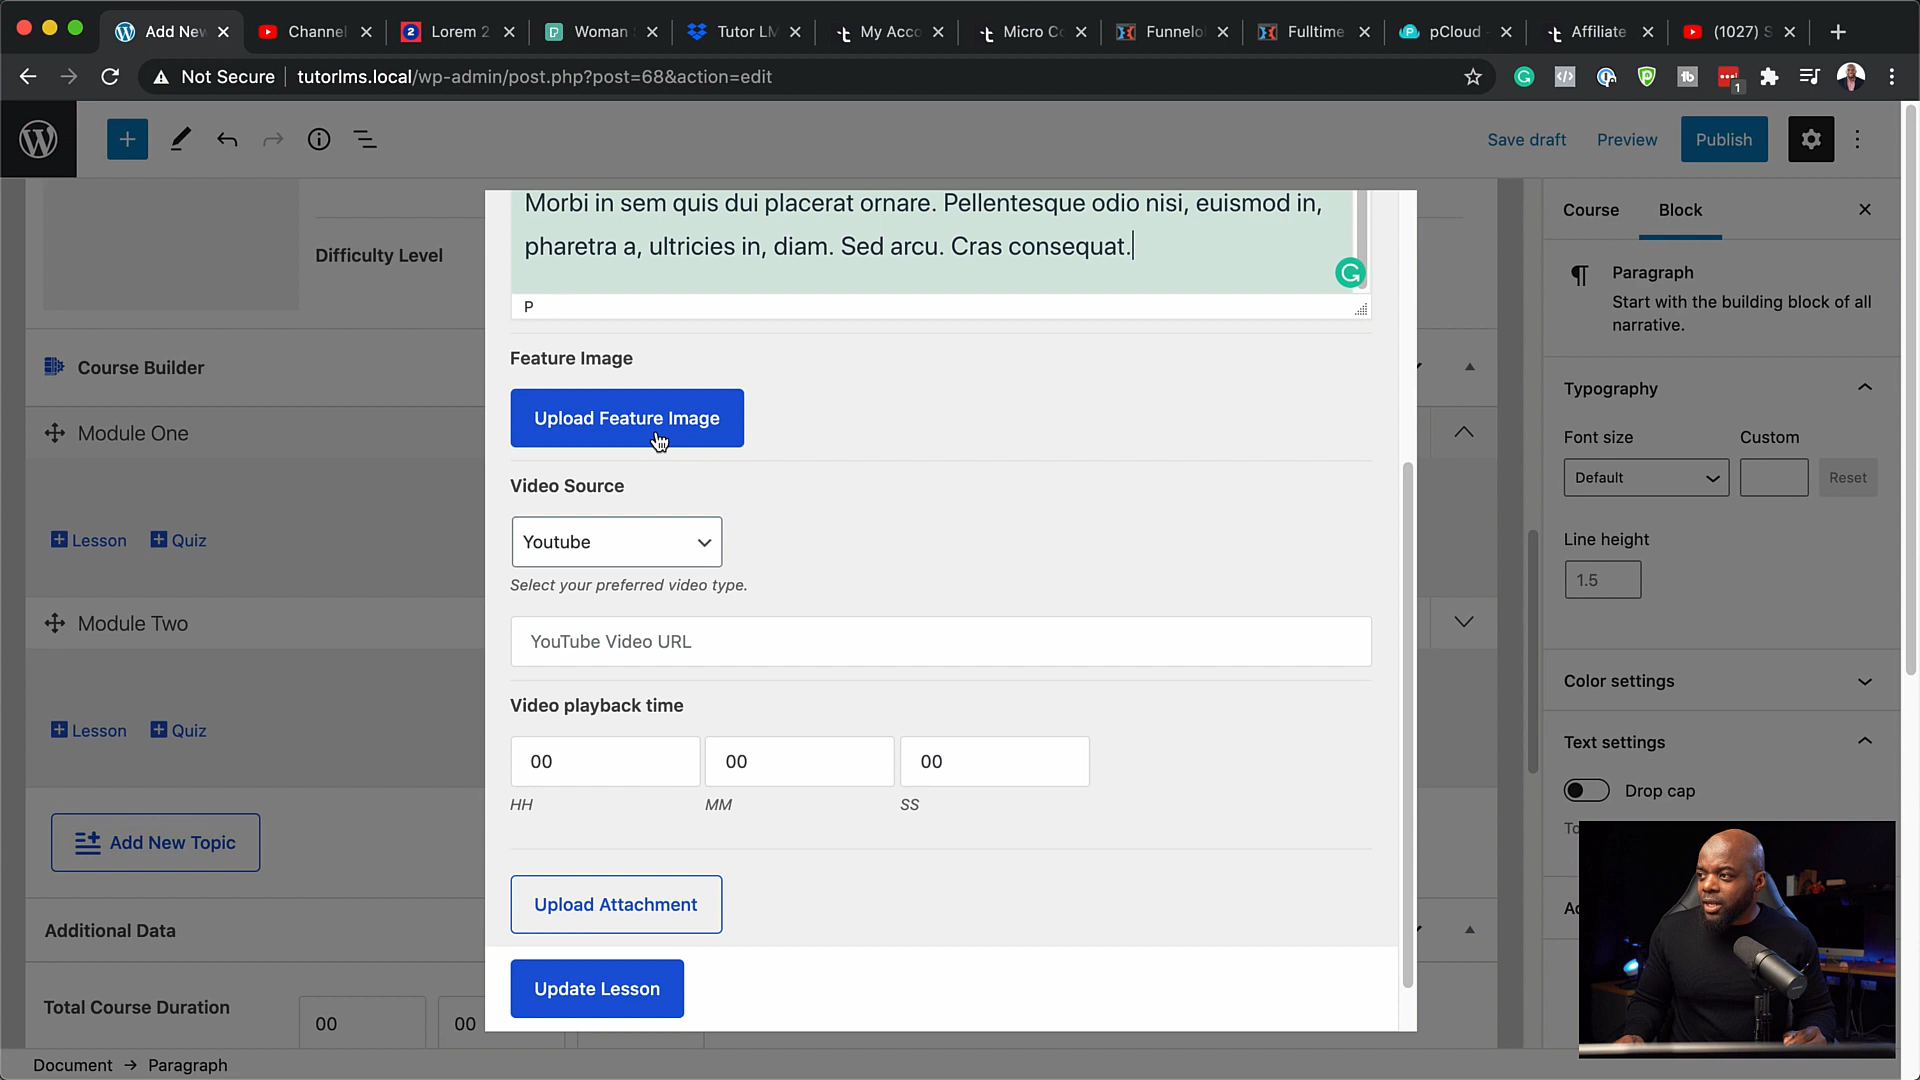 Add New
Channel
2
Lorem 2
Woman
Tutor LM
My Acco
Micro Co
Funnelo
Fulltime
pCloud
Affiliate
(1027) S
Not Secure
tutorlms.local/wp-admin/post.php?post=68&action=edit
1
Save draft
Preview
Publish
Morbi in sem quis dui placerat ornare. Pellentesque odio nisi, euismod in,
pharetra a, ultricies in, diam. Sed arcu. Cras consequat.
P
Difficulty Level
Course Builder
Module One
Lesson
Quiz
Module Two
Lesson
Quiz
Add New Topic
Additional Data
Total Course Duration
00
00
Feature Image
Upload Feature Image
Video Source
Youtube
Select your preferred video type.
YouTube Video URL
Video playback time
00
00
00
HH
MM
SS
Upload Attachment
Update Lesson
Course
Block
Paragraph
Start with the building block of all
narrative.
Typography
Font size
Custom
Default
Reset
Line height
1.5
Color settings
Text settings
Drop cap
Document → Paragraph